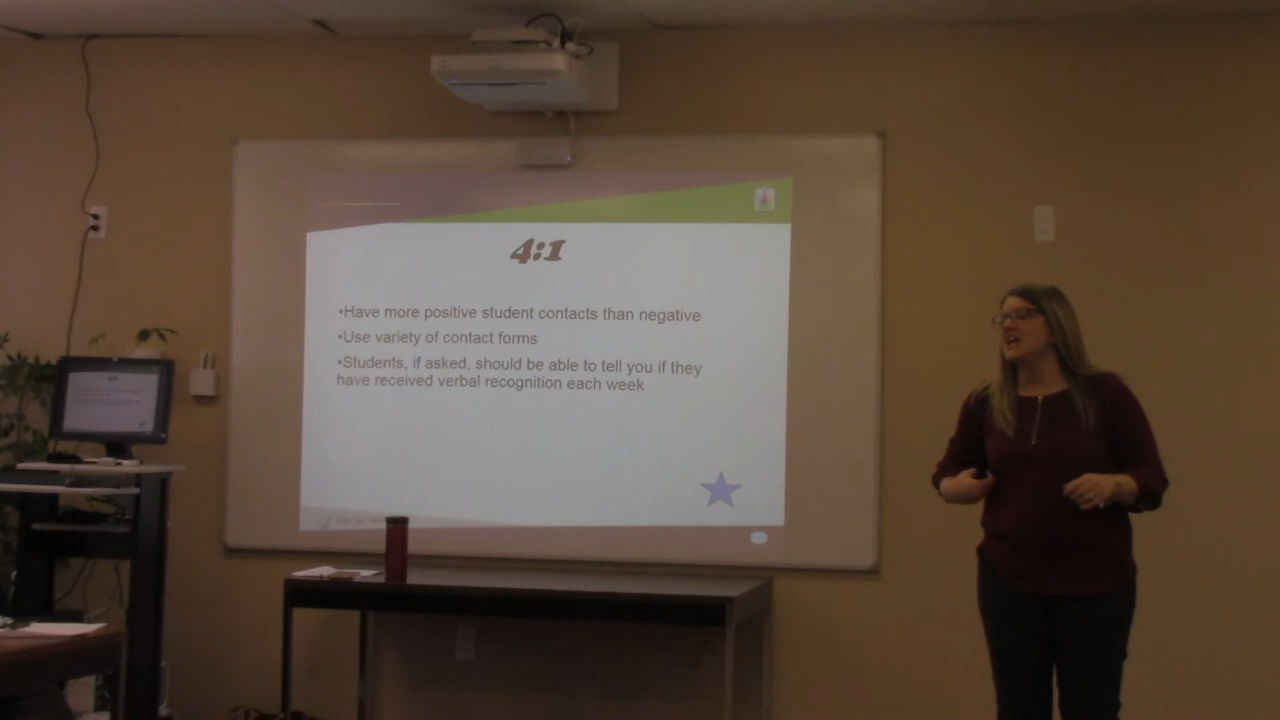 4:1
•Have more positive student contacts than negative
•Use variety of contact forms
•Students, if asked, should be able to tell you if they
have received verbal recognition each week